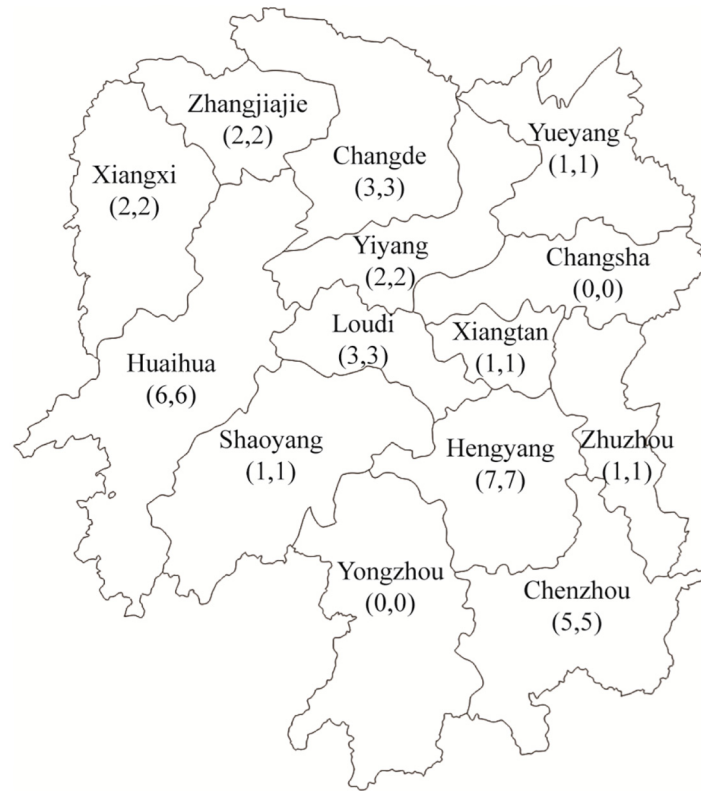 Zhangjiajie
(2,2)
Yueyang
(1,1)
Changde
(3,3)
Xiangxi
(2,2)
Yiyang
(2,2)
Changsha
(0,0)
Loudi
(3,3)
Xiangtan
(1,1)
Huaihua
(6,6)
Shaoyang
(1,1)
Hengyang
(7,7)
Zhuzhou
(1,1)
Yongzhou
(0,0)
Chenzhou
(5,5)